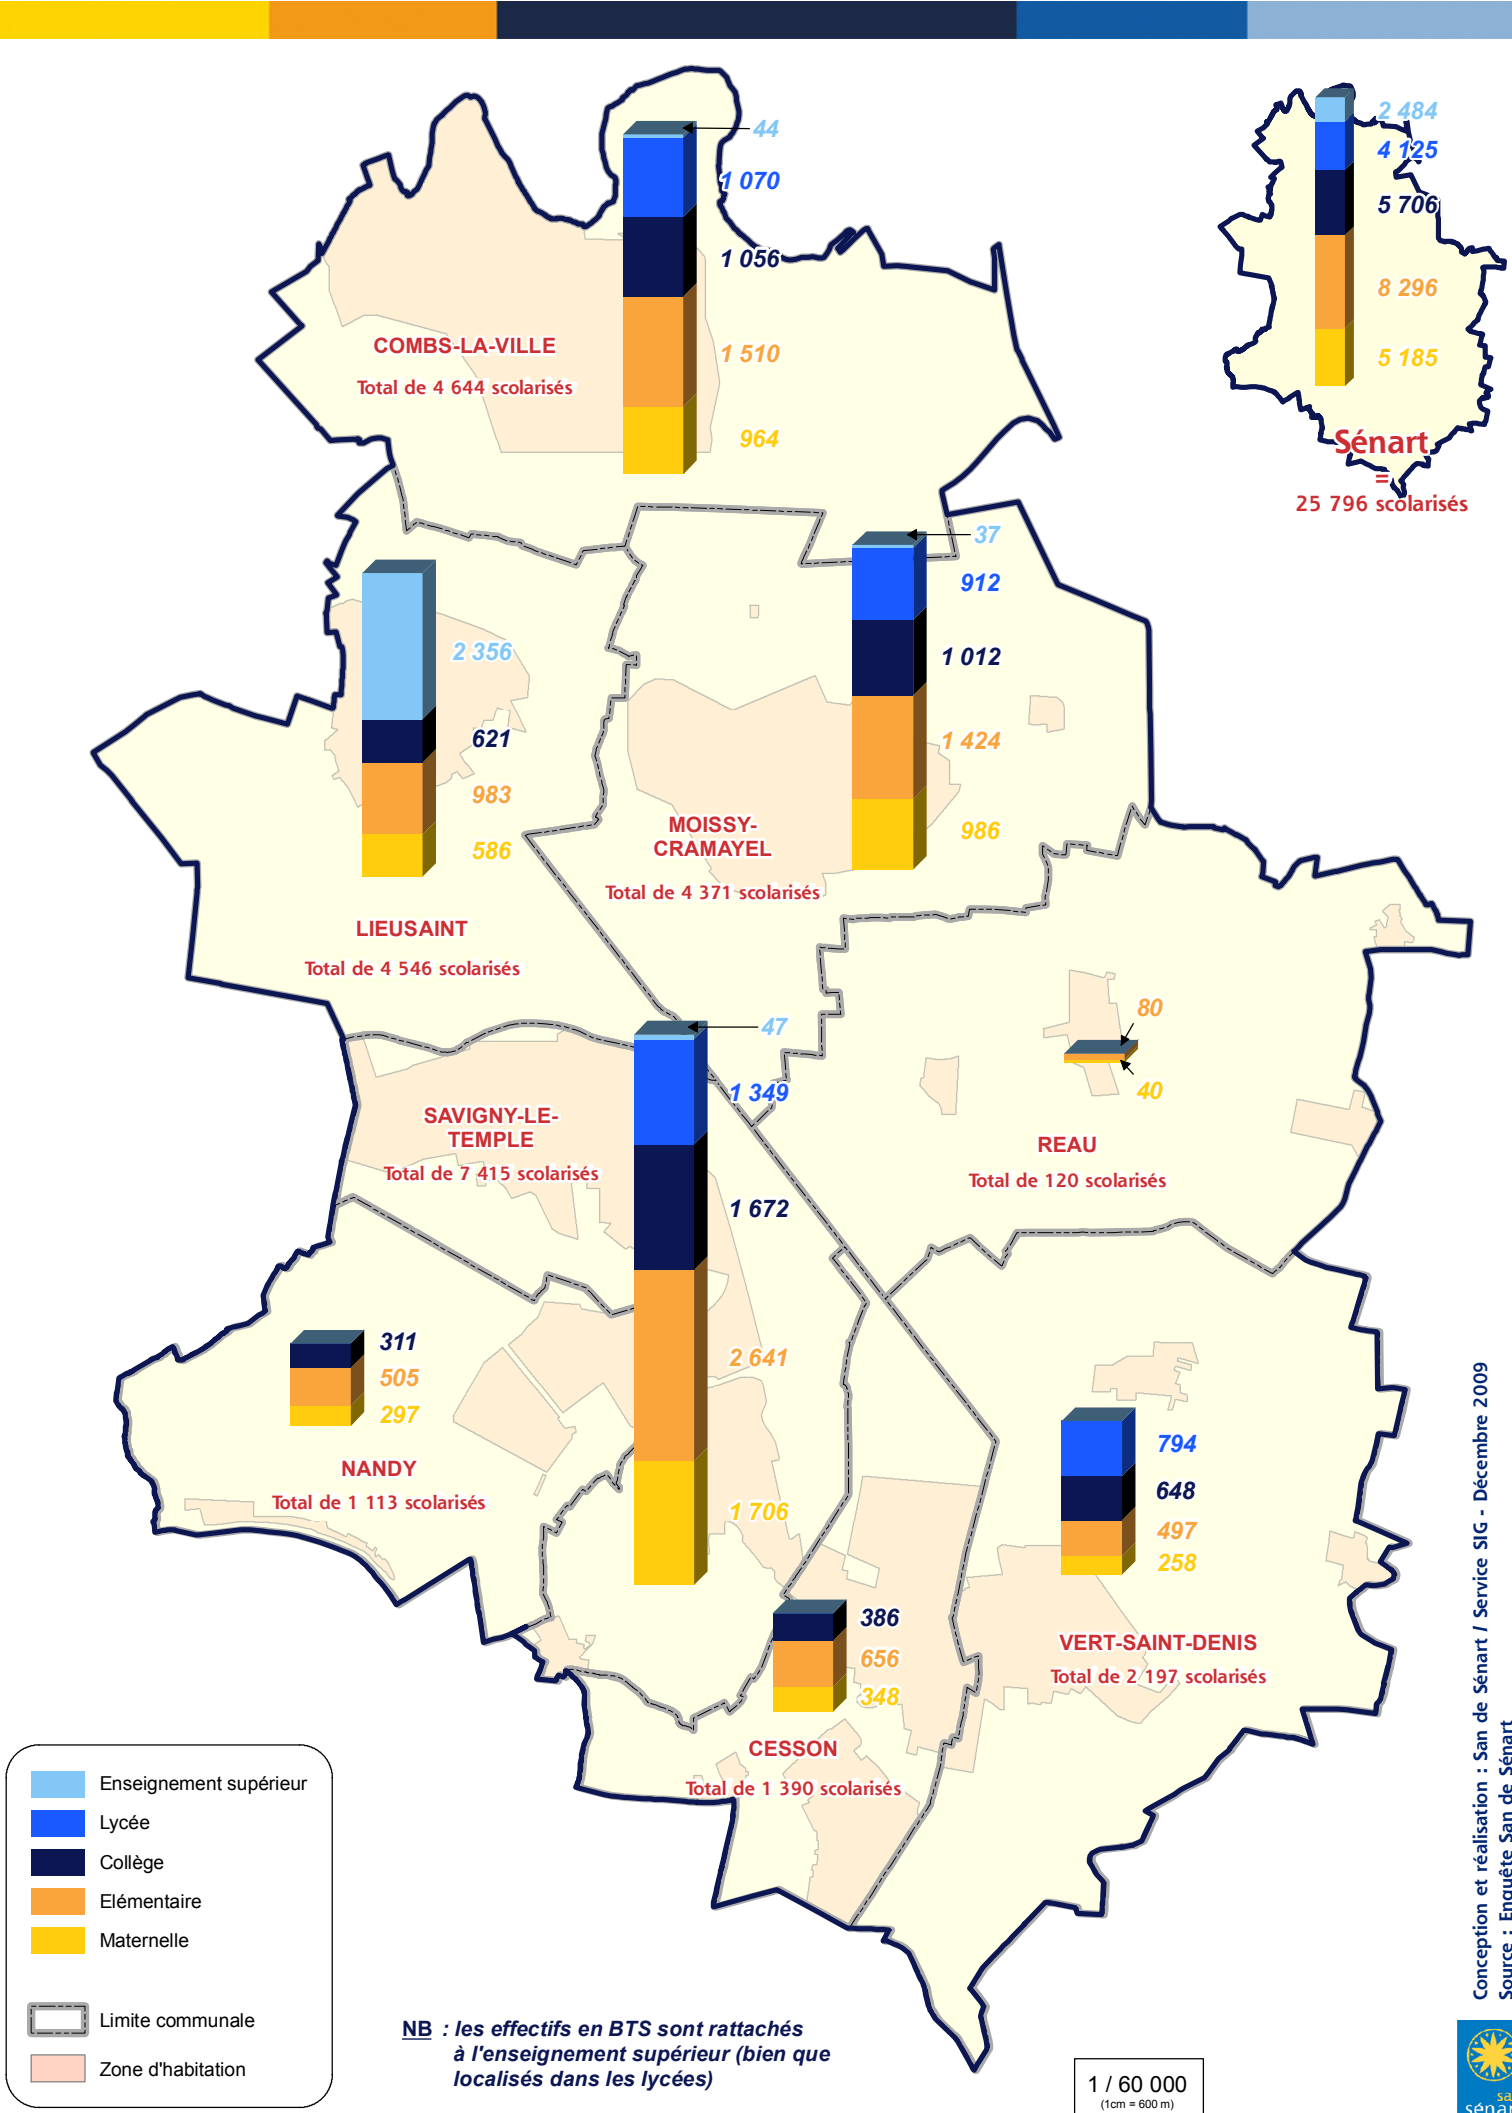 44
1 070
1 056
1 510
964
COMBS-LA-VILLE
Total de 4 644 scolarisés
2 484
4 125
5 706
8 296
5 185
Sénart
=
25 796 scolarisés
2 356
621
983
586
LIEUSAINT
Total de 4 546 scolarisés
37
912
1 012
1 424
986
MOISSY-
CRAMAYEL
Total de 4 371 scolarisés
80
40
REAU
Total de 120 scolarisés
47
1 349
1 672
2 641
1 706
SAVIGNY-LE-
TEMPLE
Total de 7 415 scolarisés
311
505
297
NANDY
Total de 1 113 scolarisés
794
648
497
258
VERT-SAINT-DENIS
Total de 2 197 scolarisés
386
656
348
CESSON
Total de 1 390 scolarisés
Enseignement supérieur
Lycée
Collège
Elémentaire
Maternelle
Limite communale
Zone d'habitation
NB : les effectifs en BTS sont rattachés
à l'enseignement supérieur (bien que
localisés dans les lycées)
1 / 60 000
(1cm = 600 m)
Conception et réalisation : San de Sénart / Service SIG - Décembre 2009
Source : Enquête San de Sénart